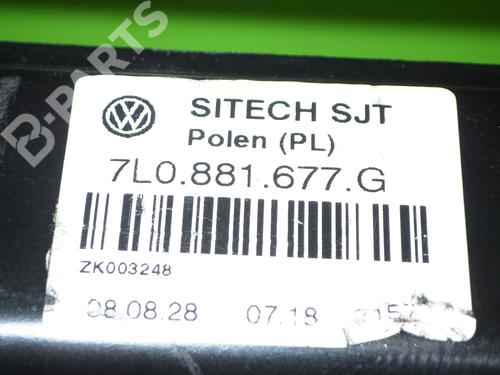 B-PARTS
SITECH SJT
Polen (PL)
7L0.881.677.G
ZK003248
08.08.28 07.18